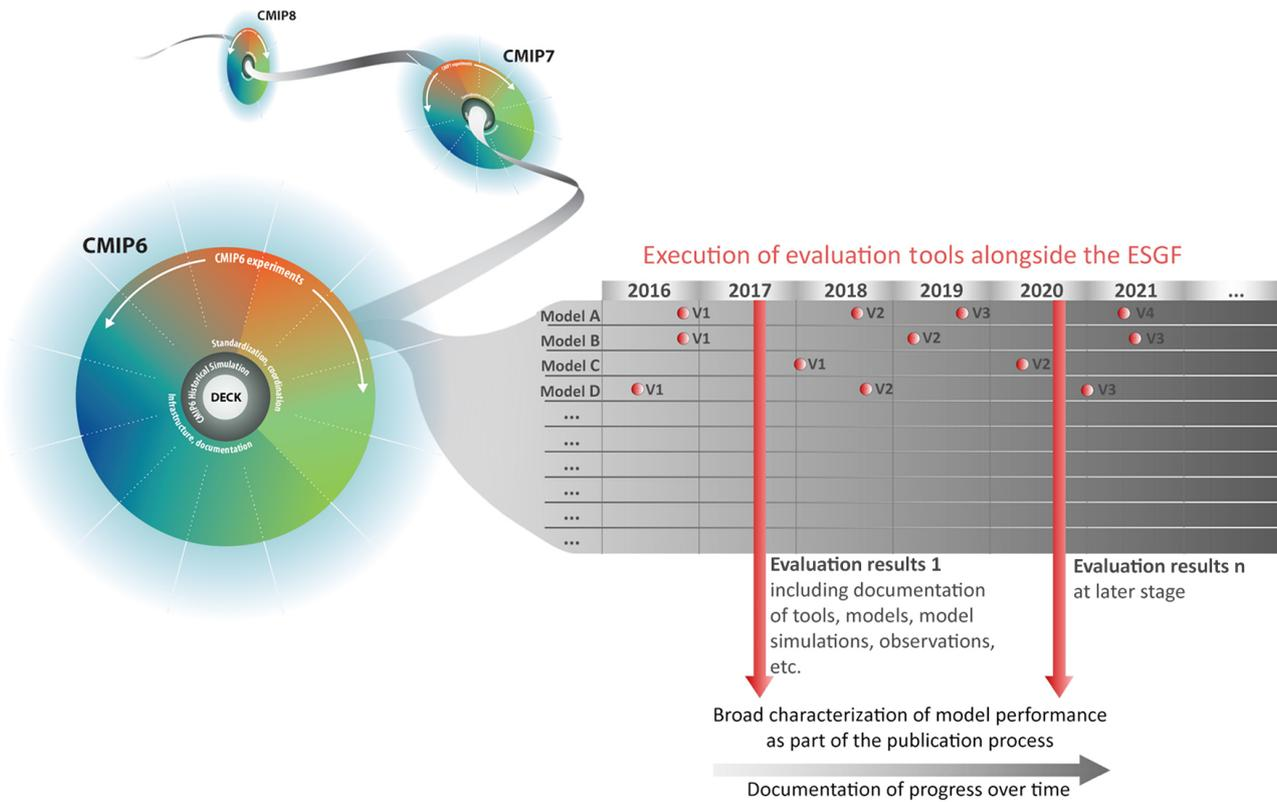 CMIP8
CMIP7
CMIP6
CMIP6 experiments
Standardization, coordination
CMIP6 Historical Simulation
DECK
Infrastructure, documentation
Execution of evaluation tools alongside the ESGF
2016 2017 2018 2019 2020 2021 ...
Model A V1 V2 V3 V4
Model B V1 V2 V3
Model C V1 V2
Model D V1 V2 V3
...
...
...
...
...
...
Evaluation results 1
including documentation
of tools, models, model
simulations, observations,
etc.
Evaluation results n
at later stage
Broad characterization of model performance
as part of the publication process
Documentation of progress over time